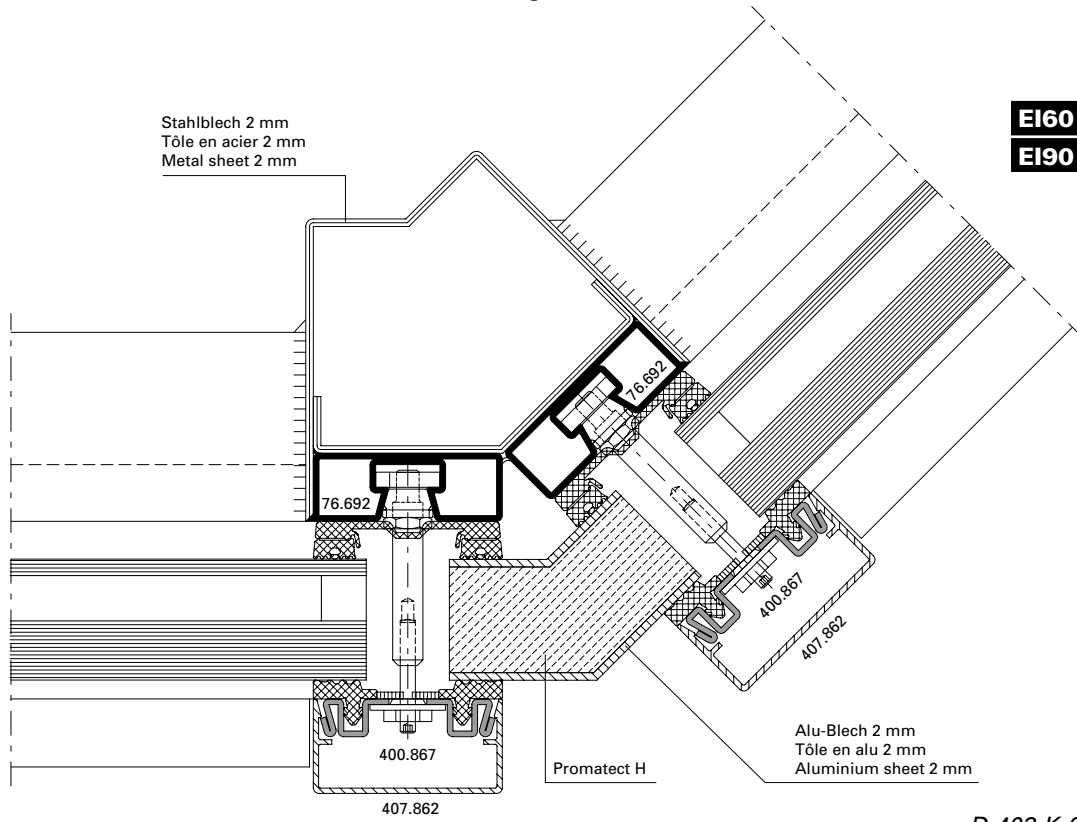 Stahlblech 2 mm
Tôle en acier 2 mm
Metal sheet 2 mm
EI60
EI90
76.692
76.692
400.867
407.862
400.867
407.862
Promatect H
Alu-Blech 2 mm
Tôle en alu 2 mm
Aluminium sheet 2 mm